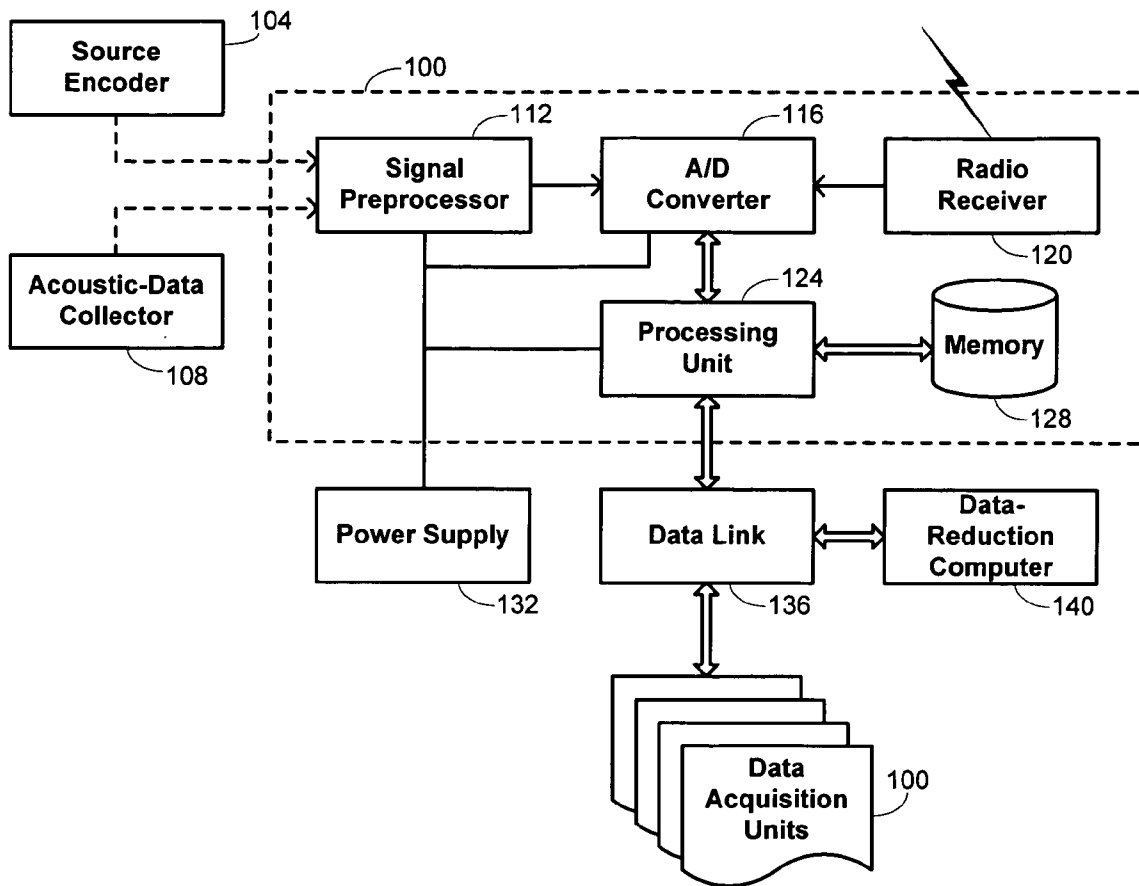 104
Source
Encoder
100
112
116
Signal
Preprocessor
A/D
Converter
Radio
Receiver
120
Acoustic-Data
Collector
108
124
Processing
Unit
Memory
128
Power Supply
132
Data Link
136
Data-
Reduction
Computer
140
Data
Acquisition
Units
100